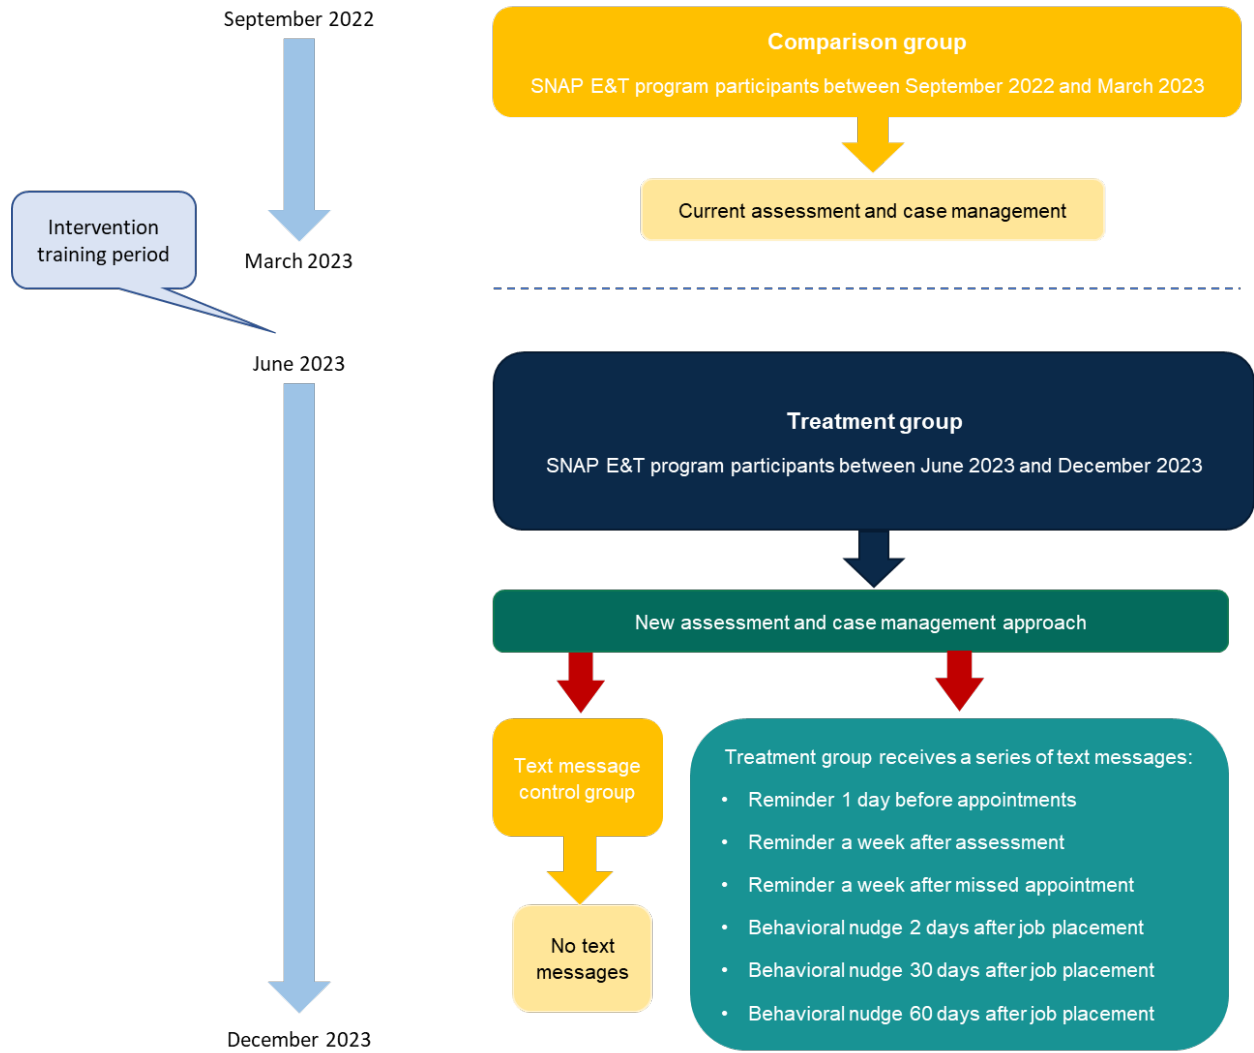 September 2022
Comparison group
SNAP E&T program participants between September 2022 and March 2023
Current assessment and case management
Intervention
training period
March 2023
June 2023
Treatment group
SNAP E&T program participants between June 2023 and December 2023
New assessment and case management approach
Text message
control group
No text
messages
Treatment group receives a series of text messages:
• Reminder 1 day before appointments
• Reminder a week after assessment
• Reminder a week after missed appointment
• Behavioral nudge 2 days after job placement
• Behavioral nudge 30 days after job placement
• Behavioral nudge 60 days after job placement
December 2023